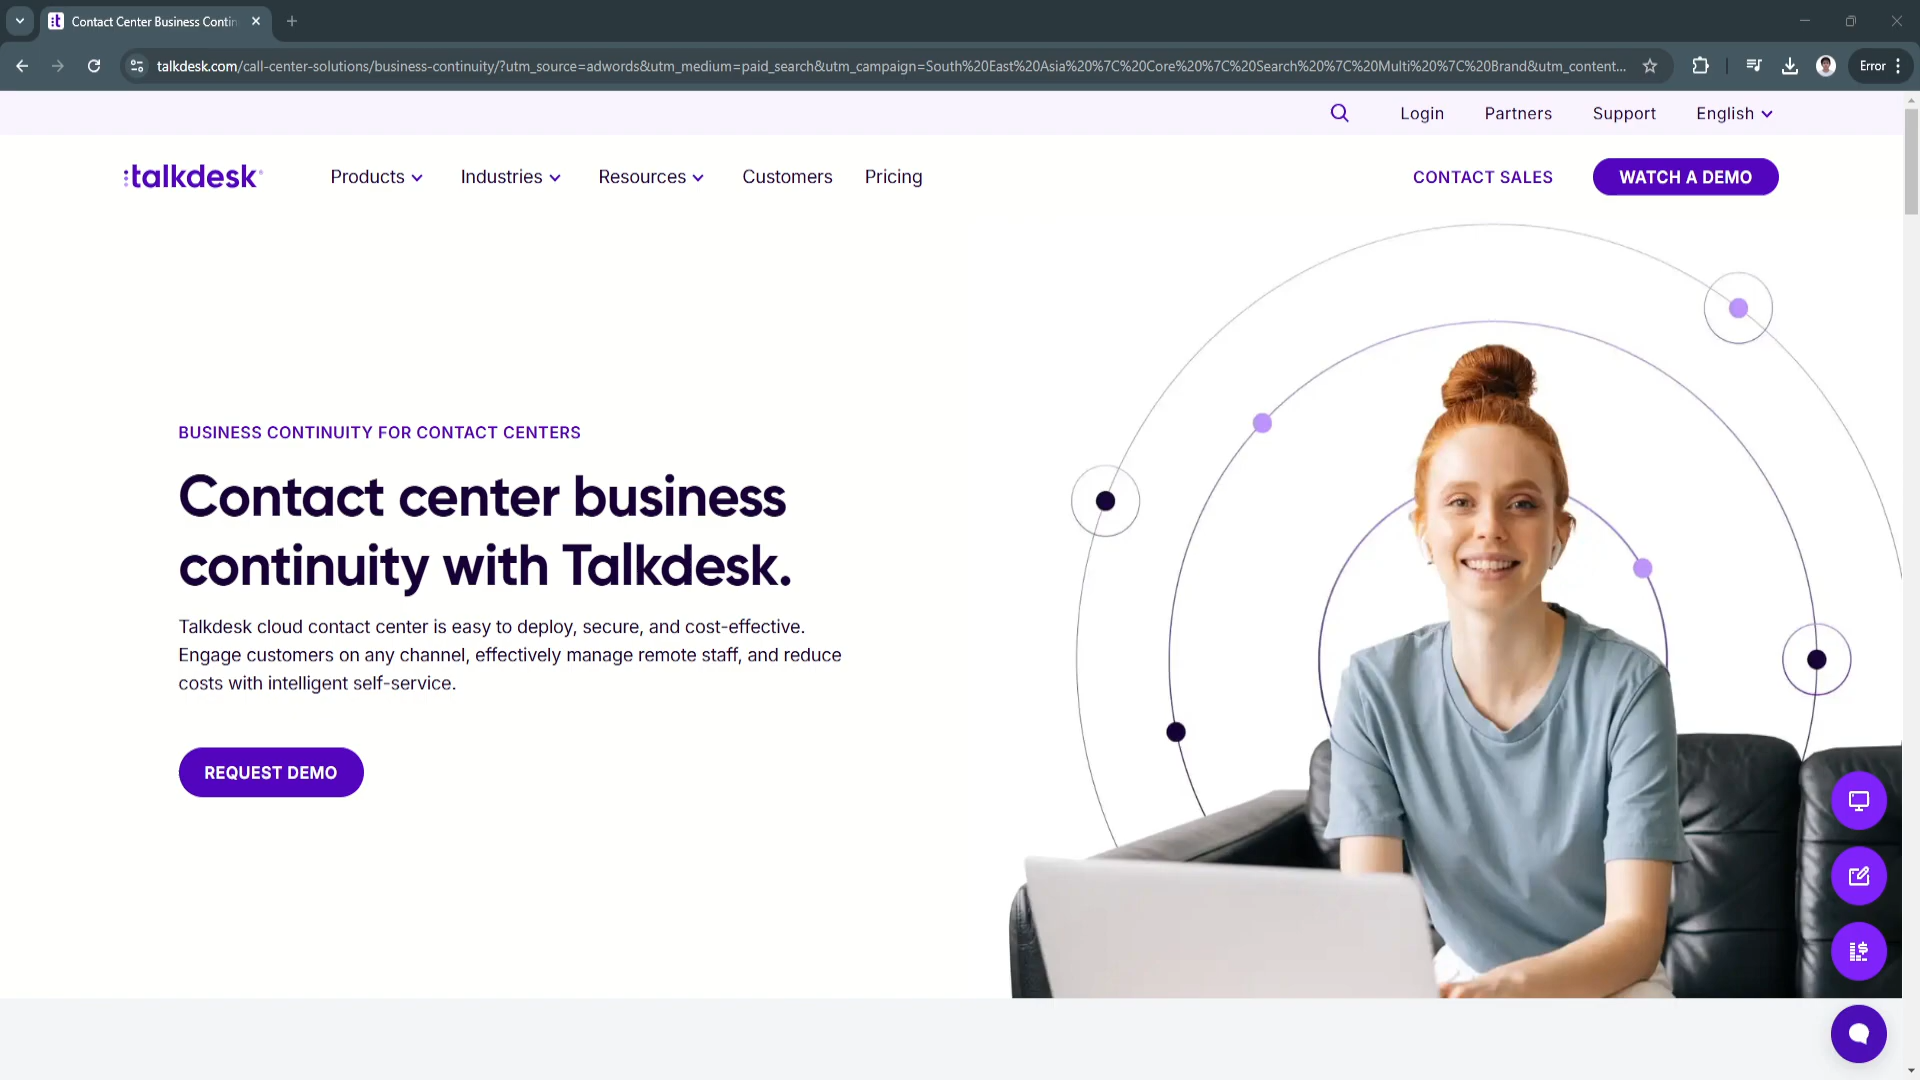 Contact Center Business Contin
talkdesk.com/call-center-solutions/business-continuity/?utm_source=adwords&utm_medium=paid_search&utm_campaign=South%20East%20Asia%20%7C%20Core%20%7C%20Search%20%7C%20Multi%20%7C%20Brand&utm_content...
Error
Login
Partners
Support
English
:talkdesk
Products
Industries
Resources
Customers
Pricing
CONTACT SALES
WATCH A DEMO
BUSINESS CONTINUITY FOR CONTACT CENTERS
Contact center business
continuity with Talkdesk.
Talkdesk cloud contact center is easy to deploy, secure, and cost-effective.
Engage customers on any channel, effectively manage remote staff, and reduce
costs with intelligent self-service.
REQUEST DEMO